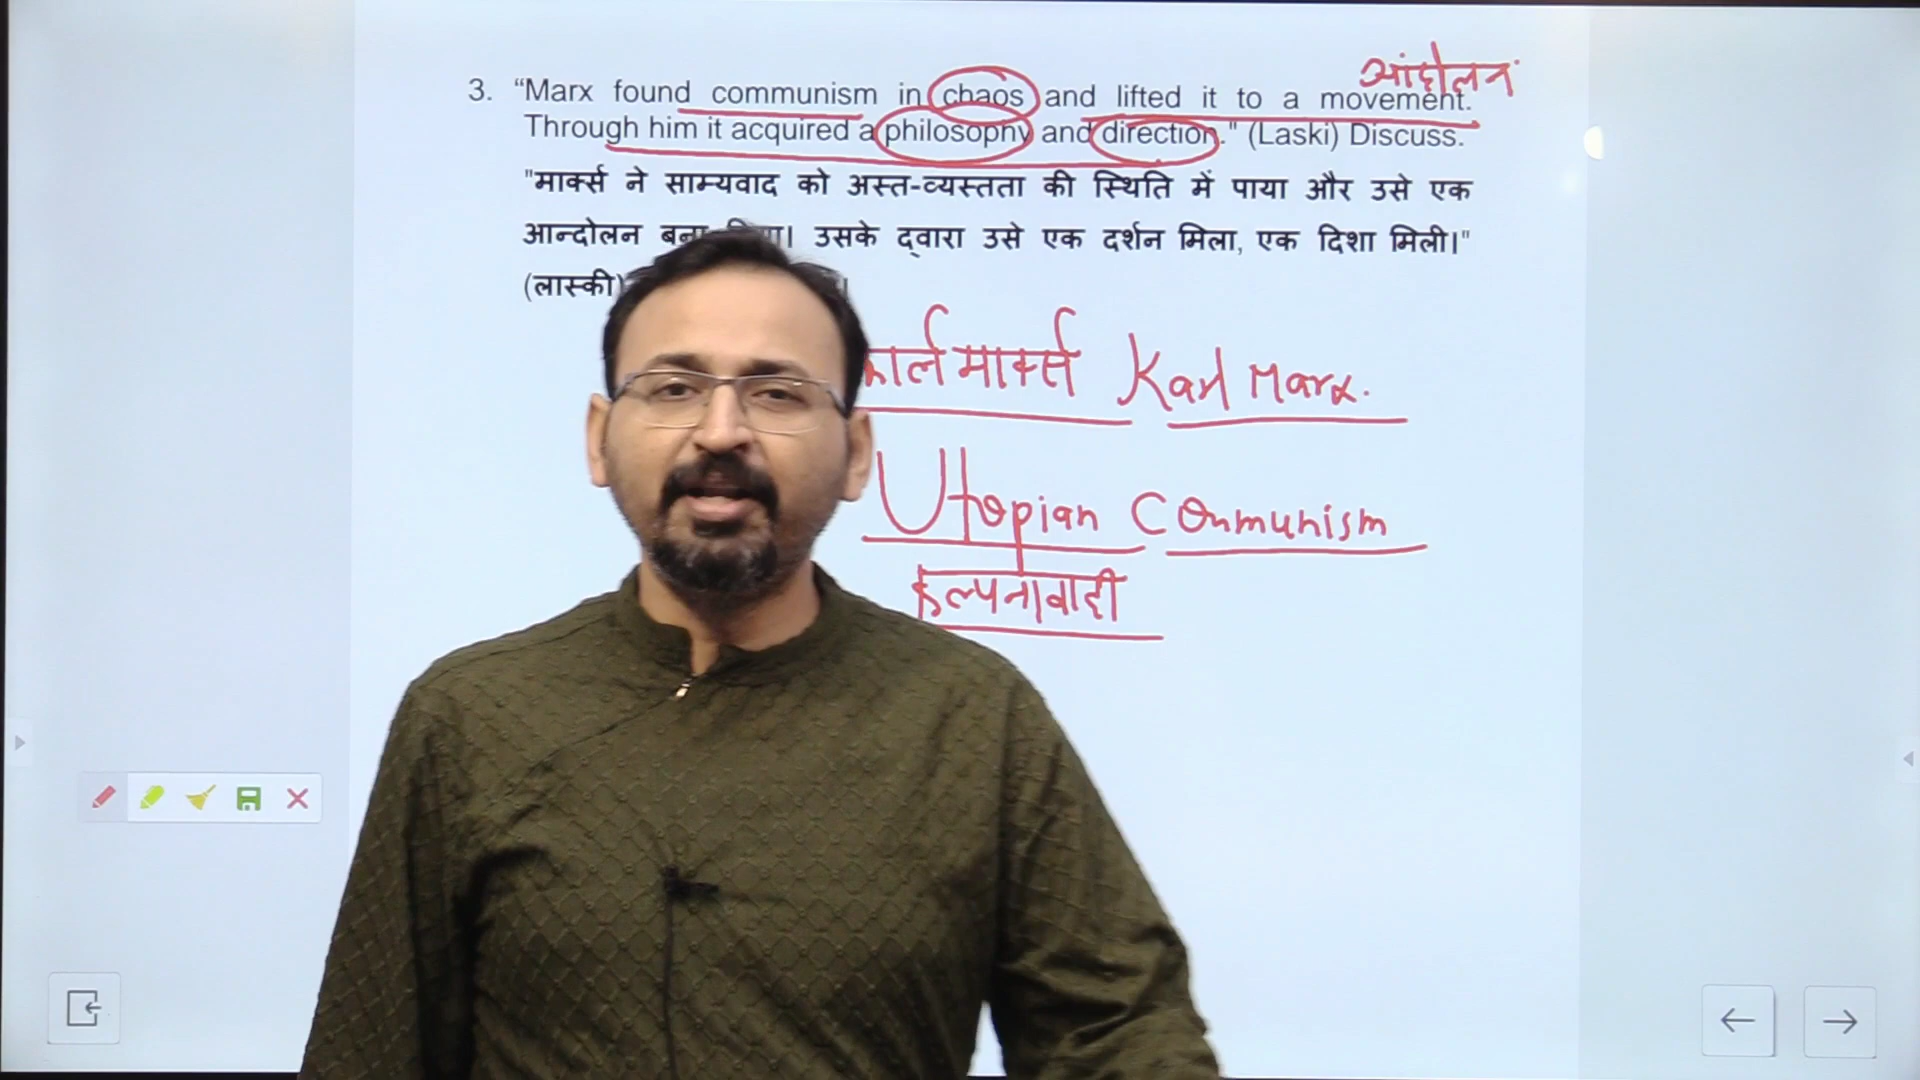 आंदोलन
3. “Marx found communism in chaos and lifted it to a movement.
Through him it acquired a philosophy and direction." (Laski) Discuss.
"मार्क्स ने साम्यवाद को अस्त-व्यस्तता की स्थिति में पाया और उसे एक
आन्दोलन बना । उसके द्वारा उसे एक दर्शन मिला, एक दिशा मिली।"
(लास्की)
कार्ल मार्क्स Karl Marx.
Utopian Communism
कल्पनावादी